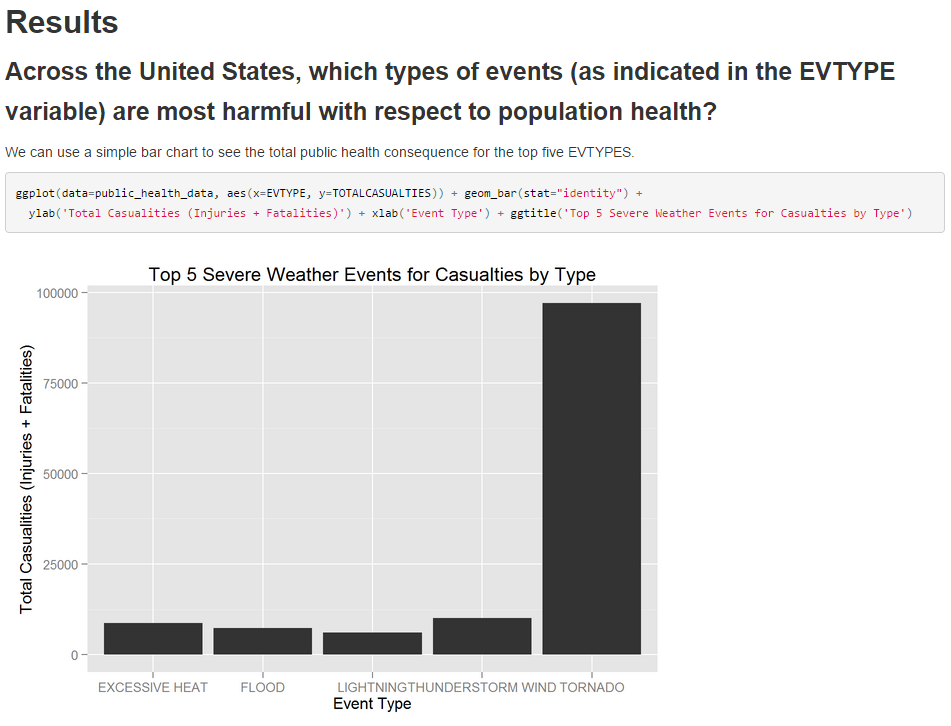 Results
Across the United States, which types of events (as indicated in the EVTYPE
variable) are most harmful with respect to population health?
We can use a simple bar chart to see the total public health consequence for the top five EVTYPES.
ggplot(data=public_health_data, aes(x=EVTYPE, y=TOTALCASUALTIES)) + geom_bar(stat="identity") +
ylab('Total Casualities (Injuries + Fatalities)') + xlab('Event Type') + ggtitle('Top 5 Severe Weather Events for Casualties by Type')
Top 5 Severe Weather Events for Casualties by Type
Total Casualities (Injuries + Fatalities)
100000
75000
50000
25000
0
EXCESSIVE HEAT FLOOD LIGHTNINGTHUNDERSTORM WIND TORNADO
Event Type